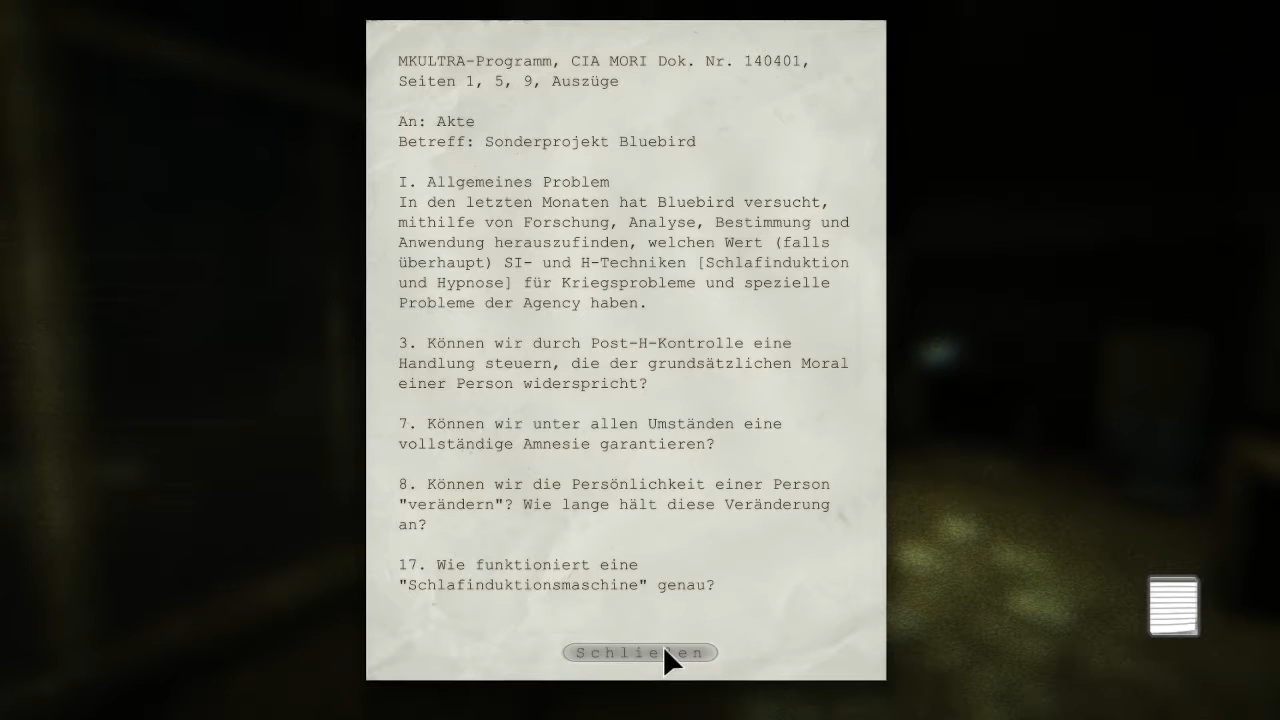 MKULTRA-Programm, CIA MORI Dok. Nr. 140401,
Seiten 1, 5, 9, Auszüge
An: Akte
Betreff: Sonderprojekt Bluebird
I. Allgemeines Problem
In den letzten Monaten hat Bluebird versucht,
mithilfe von Forschung, Analyse, Bestimmung und
Anwendung herauszufinden, welchen Wert (falls
überhaupt) SI- und H-Techniken [Schlafinduktion
und Hypnose] für Kriegsprobleme und spezielle
Probleme der Agency haben.
3. Können wir durch Post-H-Kontrolle eine
Handlung steuern, die der grundsätzlichen Moral
einer Person widerspricht?
7. Können wir unter allen Umständen eine
vollständige Amnesie garantieren?
8. Können wir die Persönlichkeit einer Person
"verändern"? Wie lange hält diese Veränderung
an?
17. Wie funktioniert eine
"Schlafinduktionsmaschine" genau?
Schließen